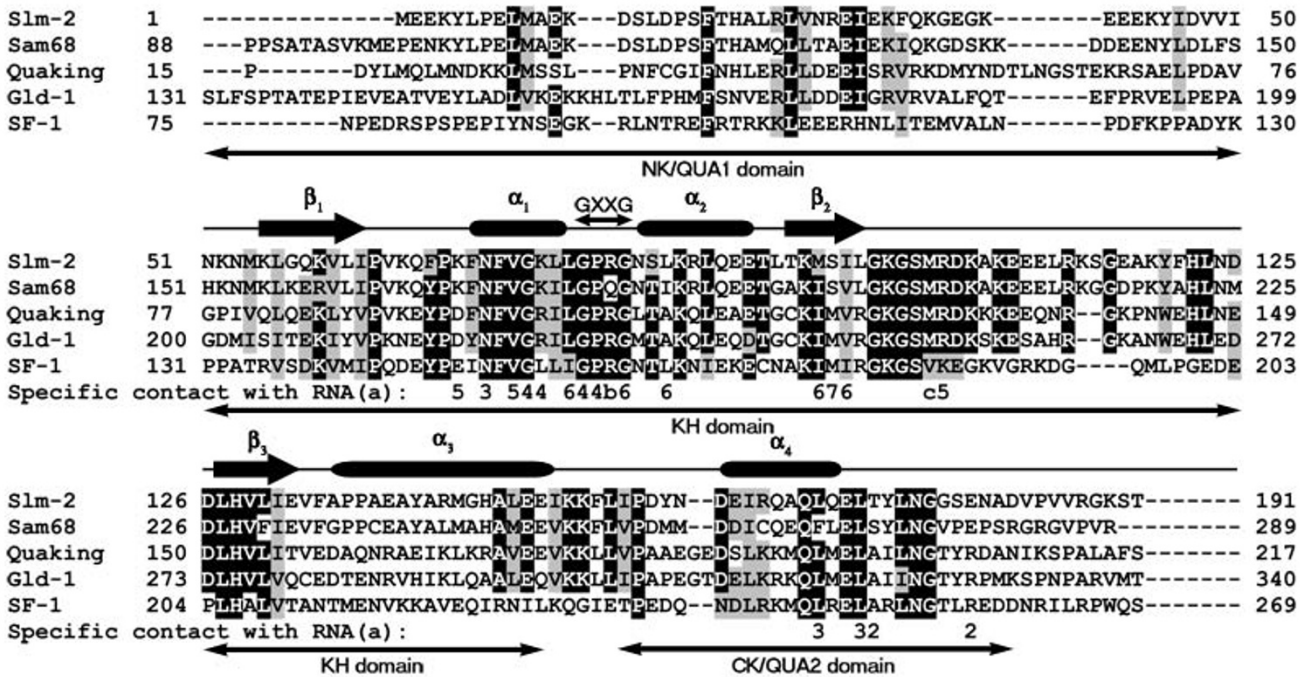 Slm-2 1 --------------MEEKYLPELMAEK---DSLDPSFTHALRLVNREIEKFQKGEGK--------EEEKYIDVVI 50
Sam68 88 ---PPSATASVKMEPENKYLPELMAEK---DSLDPSFTHAMQLLTAEIEKIQKGDSKK-------DDEENYLDLFS 150
Quaking 15 ---P-------DYLMQLMNDKKLMSSL---PNFCGIFNHLERLLDEEISRVRKDMYNDTLNGSTEKRSAELPDAV 76
Gld-1 131 SLFSPTATEPIEVEATVEYLADLVKEKKHLTLFPHMFSNVERLLDDEIGRVRVALFQT------EFPRVELPEPA 199
SF-1 75 ----------NPEDRSPSPEPIYNSEGK---RLNTREFRTRKKLEEERHNLITEMVALN------PDFKPPADYK 130
NK/QUA1 domain
β1 α1 GXXG α2 β2
Slm-2 51 NKNMKLGQKVLIPVKQFPKFNFVGKLLGPRGNSLKRLQEETLTKMSILGKGSMRDKAKEEELRKSGEAKYFHLND 125
Sam68 151 HKNMKLKERVLIPVKQYPKFNFVGKILGPQGNTIKRLQEETGAKISVLGKGSMRDKAKEEELRKGGDPKYAHLNM 225
Quaking 77 GPIVQLQEKLYVPVKEYPDFNFVGRILGPRGLTAKQLEAETGCKIMVRGKGSMRDKKKEEQNR--GKPNWEHLNE 149
Gld-1 200 GDMISITEKIYVPKNEYPDYNFVGRILGPRGMTAKQLEQDTGCKIMVRGKGSMRDKSKESAHR--GKANWEHLED 272
SF-1 131 PPATRVSDKVMIPQDEYPEINFVGLLIGPRGNTLKNIEKECNAKIMIRGKGSVKEGKVGRKDG----QMLPGEDE 203
Specific contact with RNA(a): 5 3 544 644b6 6 676 c5
KH domain
β3 α3 α4
Slm-2 126 DLHVLIEVFAPPAEAYARMGHALEEIKKFLIPDYN--DEIRQAQLQELTYLNGGSENADVPVVRGKST------- 191
Sam68 226 DLHVFIEVFGPPCEAYALMAHAMEEVKKFLVPDMM--DDICQEQFLELSYLNGVPEPSRGRGVPVR--------- 289
Quaking 150 DLHVLITVEDAQNRAEIKLKRAVEEVKKLLVPAAEGEDSLKKMQLMELAILNGTYRDANIKSPALAFS------- 217
Gld-1 273 DLHVLVQCEDTENRVHIKLQAALEQVKKLLIPAPEGTDELKRKQLMELAIINGTYRPMKSPNPARVMT------- 340
SF-1 204 PLHALVTANTMENVKKAVEQIRNILKQGIETPEDQ--NDLRKMQLRELARLNGTLREDDNRILRPWQS------- 269
Specific contact with RNA(a): 3 32 2
KH domain CK/QUA2 domain